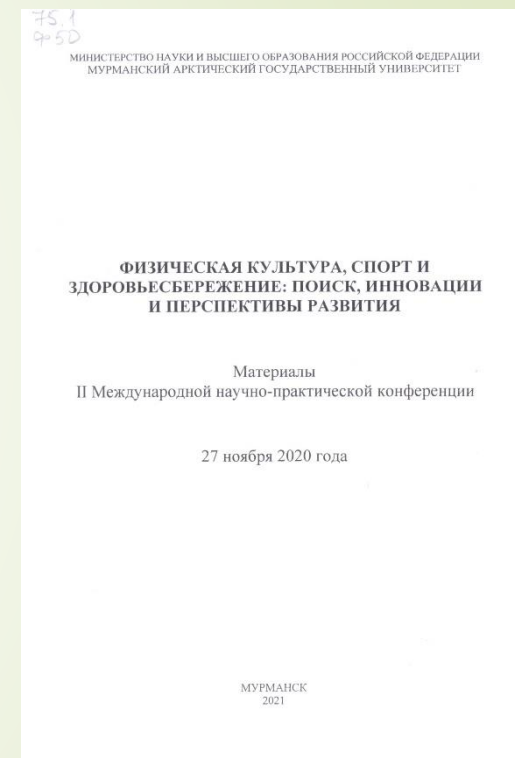 75.1
Ф 50
МИНИСТЕРСТВО НАУКИ И ВЫСШЕГО ОБРАЗОВАНИЯ РОССИЙСКОЙ ФЕДЕРАЦИИ
МУРМАНСКИЙ АРКТИЧЕСКИЙ ГОСУДАРСТВЕННЫЙ УНИВЕРСИТЕТ
ФИЗИЧЕСКАЯ КУЛЬТУРА, СПОРТ И
ЗДОРОВЬЕСБЕРЕЖЕНИЕ: ПОИСК, ИННОВАЦИИ
И ПЕРСПЕКТИВЫ РАЗВИТИЯ
Материалы
II Международной научно-практической конференции
27 ноября 2020 года
МУРМАНСК
2021